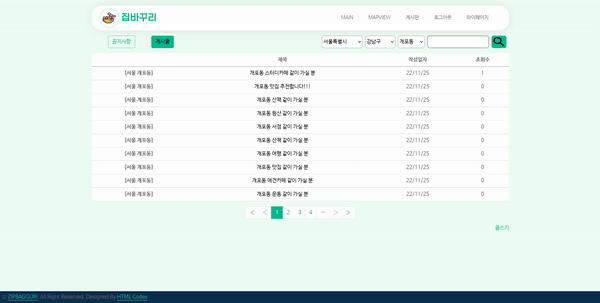 집바꾸리
MAIN MAPVIEW 게시판 로그아웃 마이페이지
공지사항 게시글 서울특별시 강남구 개포동
제목 작성일자 조회수
[서울 개포동] 개포동 스터디카페 같이 가실 분 22/11/25 1
[서울 개포동] 개포동 맛집 추천합니다!!! 22/11/25 0
[서울 개포동] 개포동 산책 같이 가실 분 22/11/25 0
[서울 개포동] 개포동 등산 같이 가실 분 22/11/25 0
[서울 개포동] 개포동 서점 같이 가실 분 22/11/25 0
[서울 개포동] 개포동 산책 같이 가실 분 22/11/25 0
[서울 개포동] 개포동 여행 같이 가실 분 22/11/25 0
[서울 개포동] 개포동 맛집 같이 가실 분 22/11/25 0
[서울 개포동] 개포동 애견카페 같이 가실 분 22/11/25 0
[서울 개포동] 개포동 운동 같이 가실 분 22/11/25 0
« < 1 2 3 4 ··· > »
글쓰기
© ZIPBAGGURI, All Right Reserved. Designed By HTML Codex